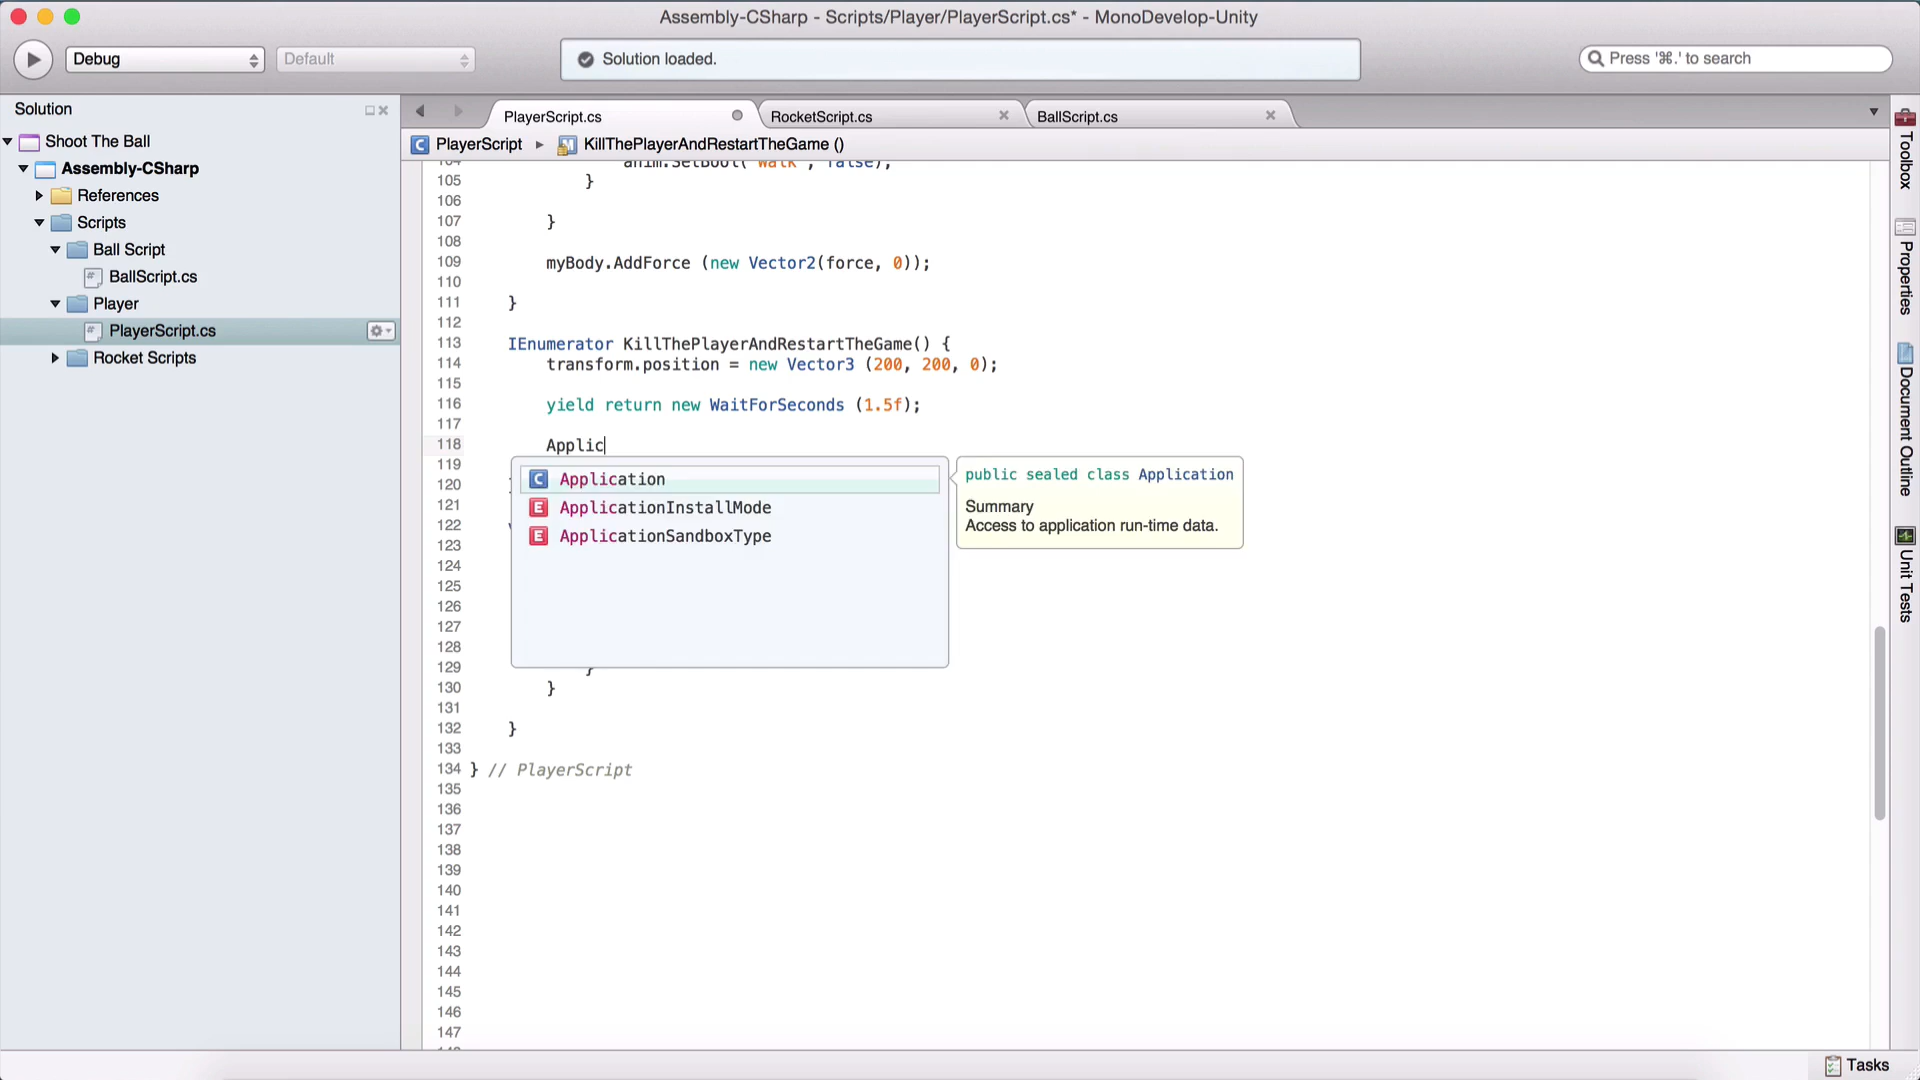 Assembly-CSharp - Scripts/Player/PlayerScript.cs* - MonoDevelop-Unity
Debug
Default
Solution loaded.
Press '⌘.' to search
Solution
Shoot The Ball
Assembly-CSharp
References
Scripts
Ball Script
BallScript.cs
Player
PlayerScript.cs
Rocket Scripts
PlayerScript.cs
RocketScript.cs
BallScript.cs
PlayerScript ▸ KillThePlayerAndRestartTheGame ()
104 anim.SetBool("Walk", false);
105 }
106
107 }
108
109 myBody.AddForce (new Vector2(force, 0));
110
111 }
112
113 IEnumerator KillThePlayerAndRestartTheGame() {
114 transform.position = new Vector3 (200, 200, 0);
115
116 yield return new WaitForSeconds (1.5f);
117
118 Applic
119
120
121
122
123
124
125
126
127
128
129 }
130 }
131
132 }
133
134 } // PlayerScript
135
136
137
138
139
140
141
142
143
144
145
146
147
C Application
E ApplicationInstallMode
E ApplicationSandboxType
public sealed class Application
Summary
Access to application run-time data.
Toolbox
Properties
Document Outline
Unit Tests
Tasks